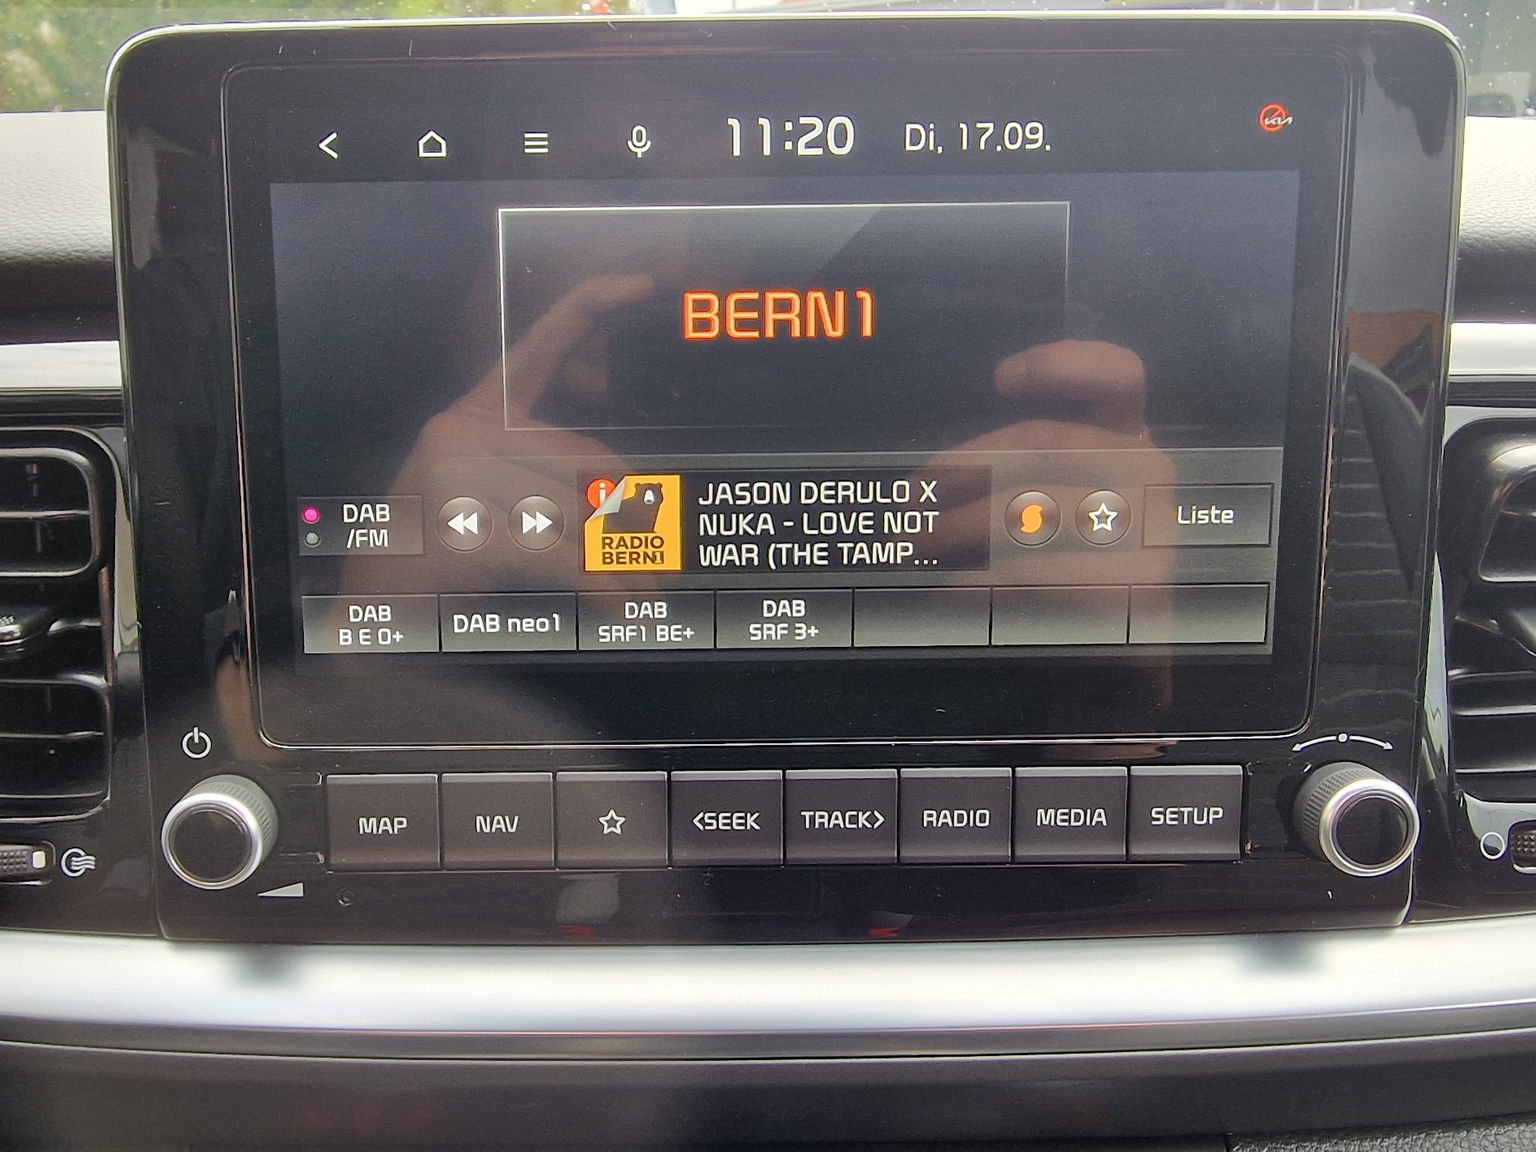 11:20 Di, 17.09.
BERN1
DAB
/FM
i
RADIO
BERN1
JASON DERULO X
NUKA - LOVE NOT
WAR (THE TAMP...
Liste
DAB
B E O+
DAB neo1
DAB
SRF1 BE+
DAB
SRF 3+
MAP
NAV
<SEEK
TRACK>
RADIO
MEDIA
SETUP